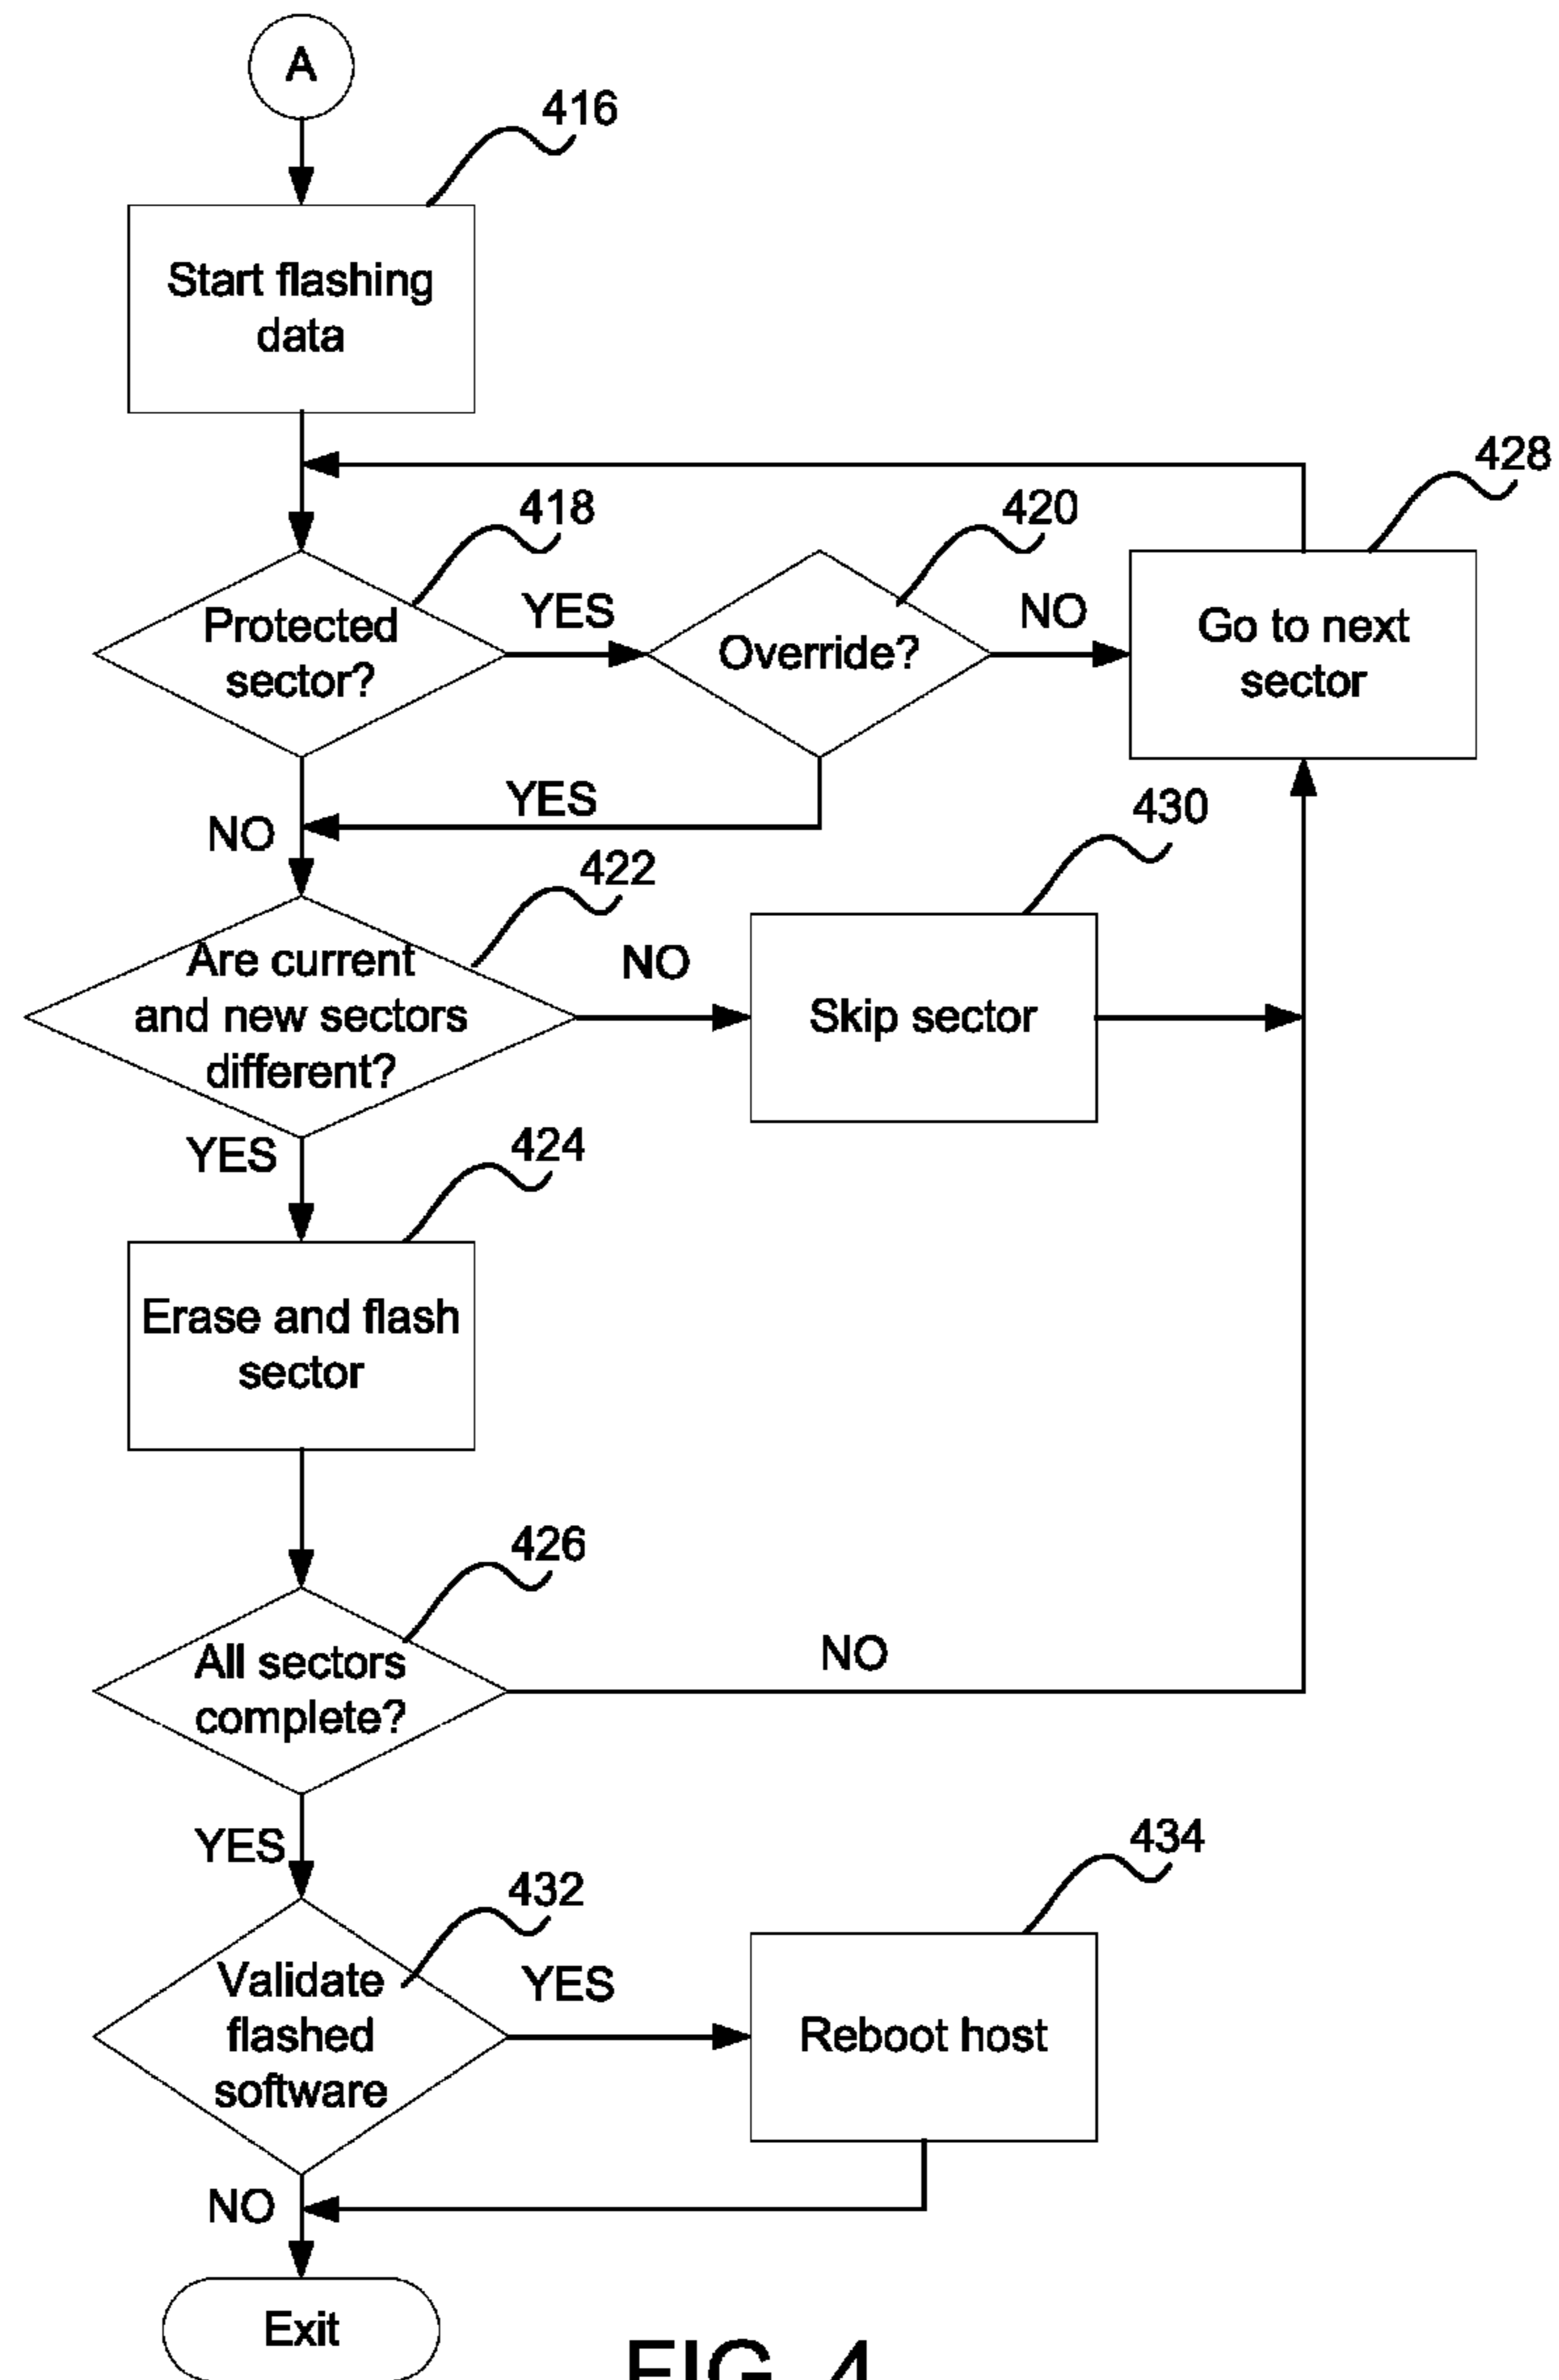 A
416
Start flashing
data
428
418
420
Protected
sector?
YES
Override?
NO
Go to next
sector
YES
NO
430
422
Are current
and new sectors
different?
NO
Skip sector
YES
424
Erase and flash
sector
426
All sectors
complete?
NO
YES
434
432
Validate
flashed
software
YES
Reboot host
NO
Exit
FIG. 4